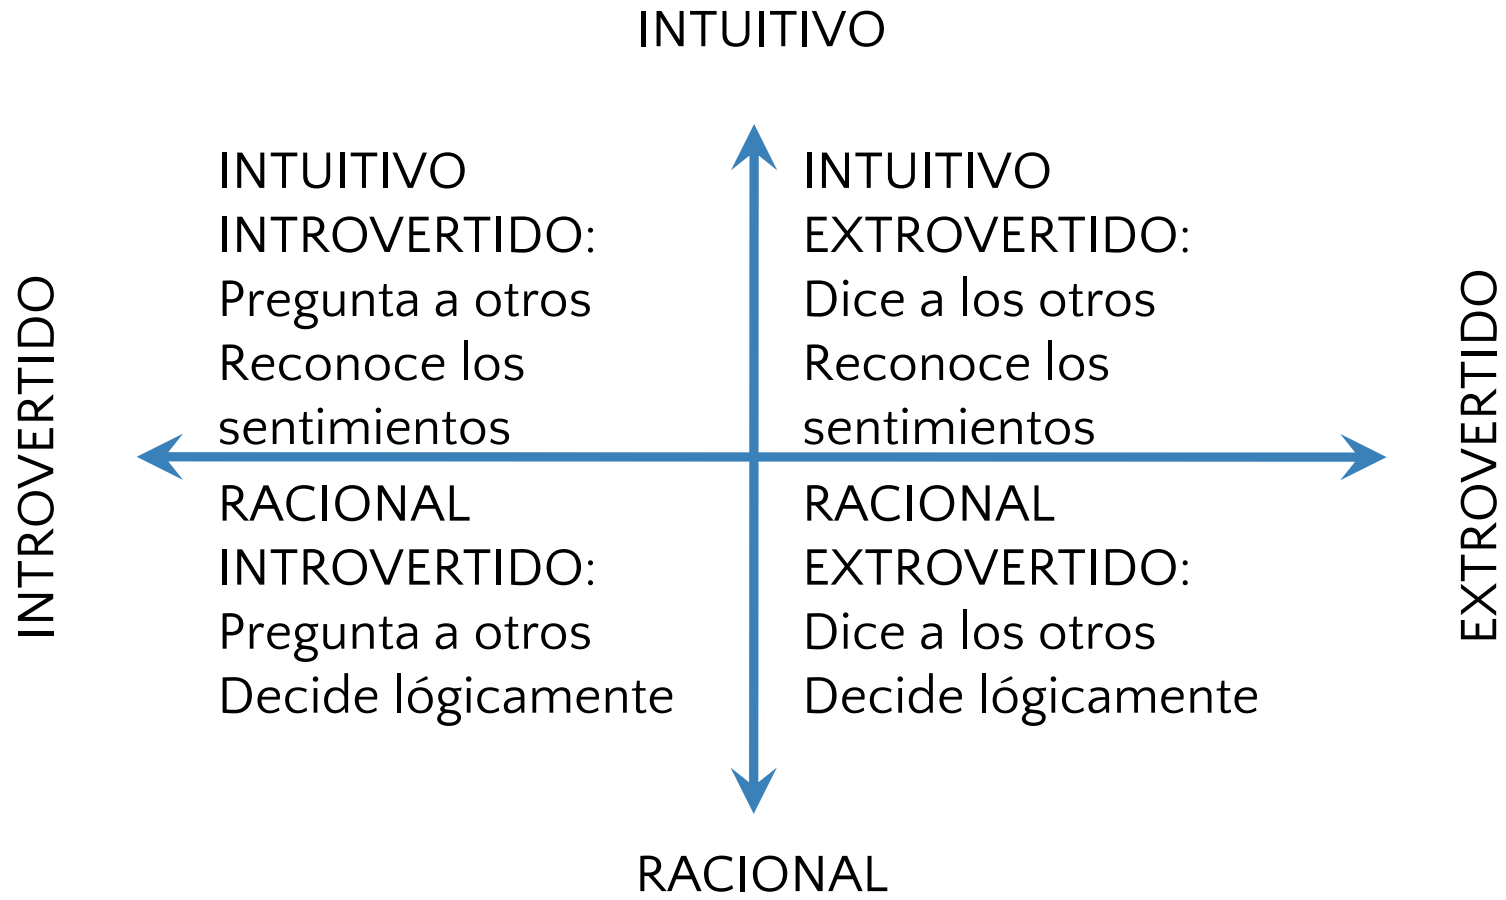 INTUITIVO
INTUITIVO
INTROVERTIDO:
Pregunta a otros
Reconoce los
sentimientos
INTUITIVO
EXTROVERTIDO:
Dice a los otros
Reconoce los
sentimientos
INTROVERTIDO
EXTROVERTIDO
RACIONAL
INTROVERTIDO:
Pregunta a otros
Decide lógicamente
RACIONAL
EXTROVERTIDO:
Dice a los otros
Decide lógicamente
RACIONAL